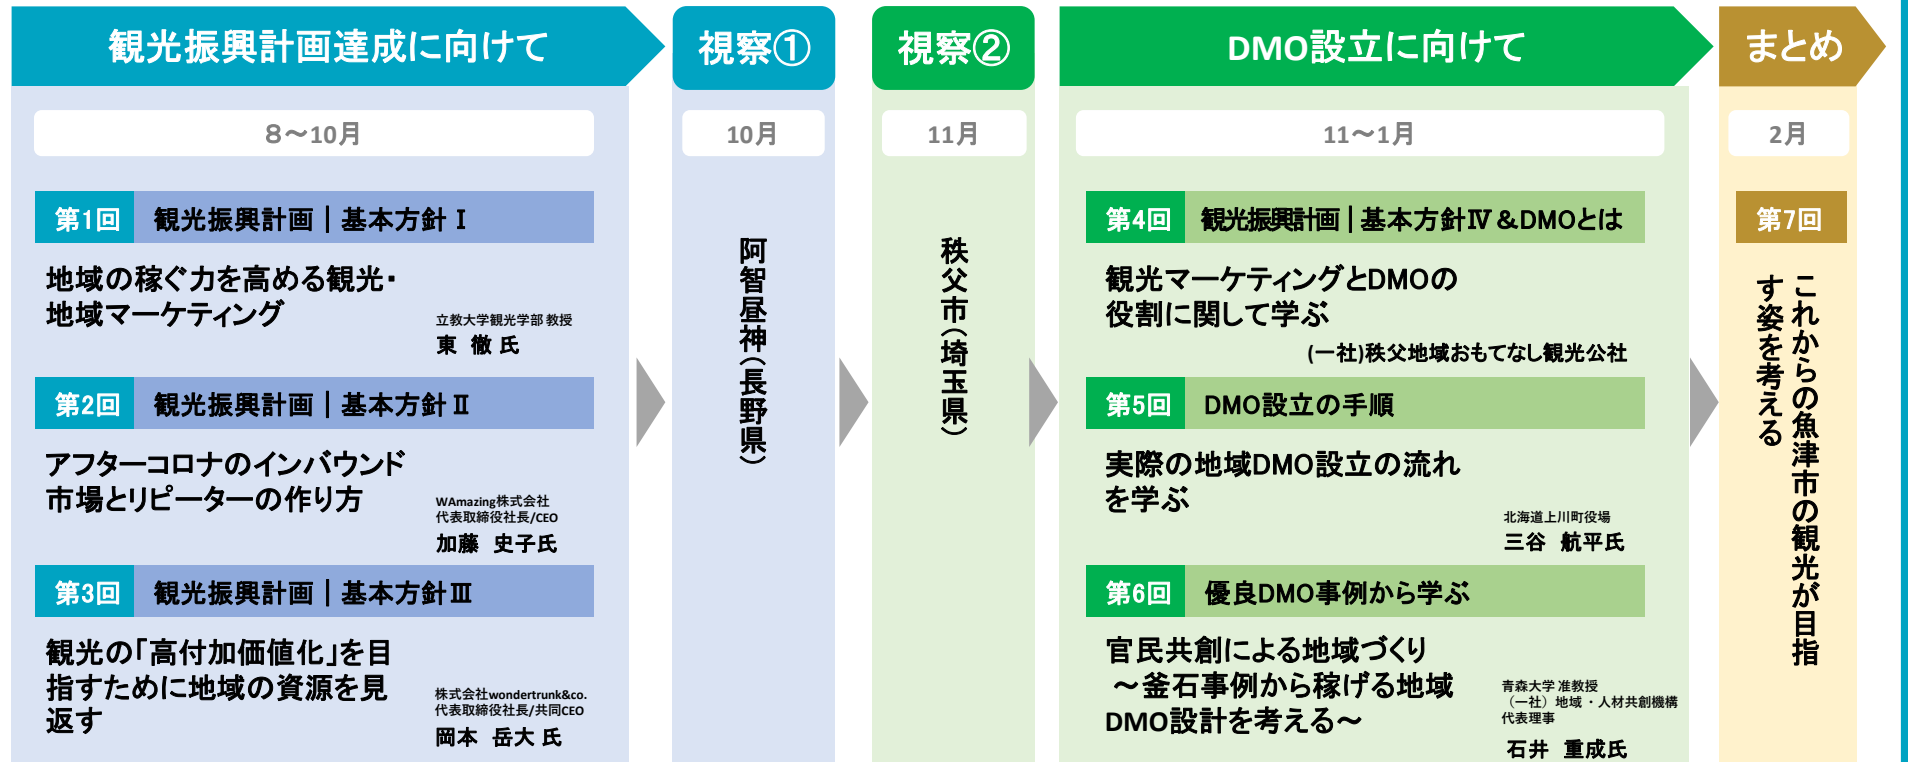 観光振興計画達成に向けて
8～10月
第1回 観光振興計画｜基本方針Ⅰ
地域の稼ぐ力を高める観光・
地域マーケティング
立教大学観光学部 教授
東 徹 氏
第2回 観光振興計画｜基本方針Ⅱ
アフターコロナのインバウンド
市場とリピーターの作り方
WAmazing株式会社
代表取締役社長/CEO
加藤 史子氏
第3回 観光振興計画｜基本方針Ⅲ
観光の「高付加価値化」を目
指すために地域の資源を見
返す
株式会社wondertrunk&co.
代表取締役社長/共同CEO
岡本 岳大 氏
視察①
10月
阿智昼神（長野県）
視察②
11月
秩父市（埼玉県）
DMO設立に向けて
11～1月
第4回 観光振興計画｜基本方針Ⅳ＆DMOとは
観光マーケティングとDMOの
役割に関して学ぶ
(一社)秩父地域おもてなし観光公社
第5回 DMO設立の手順
実際の地域DMO設立の流れ
を学ぶ
北海道上川町役場
三谷 航平氏
第6回 優良DMO事例から学ぶ
官民共創による地域づくり
～釜石事例から稼げる地域
DMO設計を考える～
青森大学 准教授
（一社）地域・人材共創機構
代表理事
石井 重成氏
まとめ
2月
第7回
これからの魚津市の観光が目指
す姿を考える